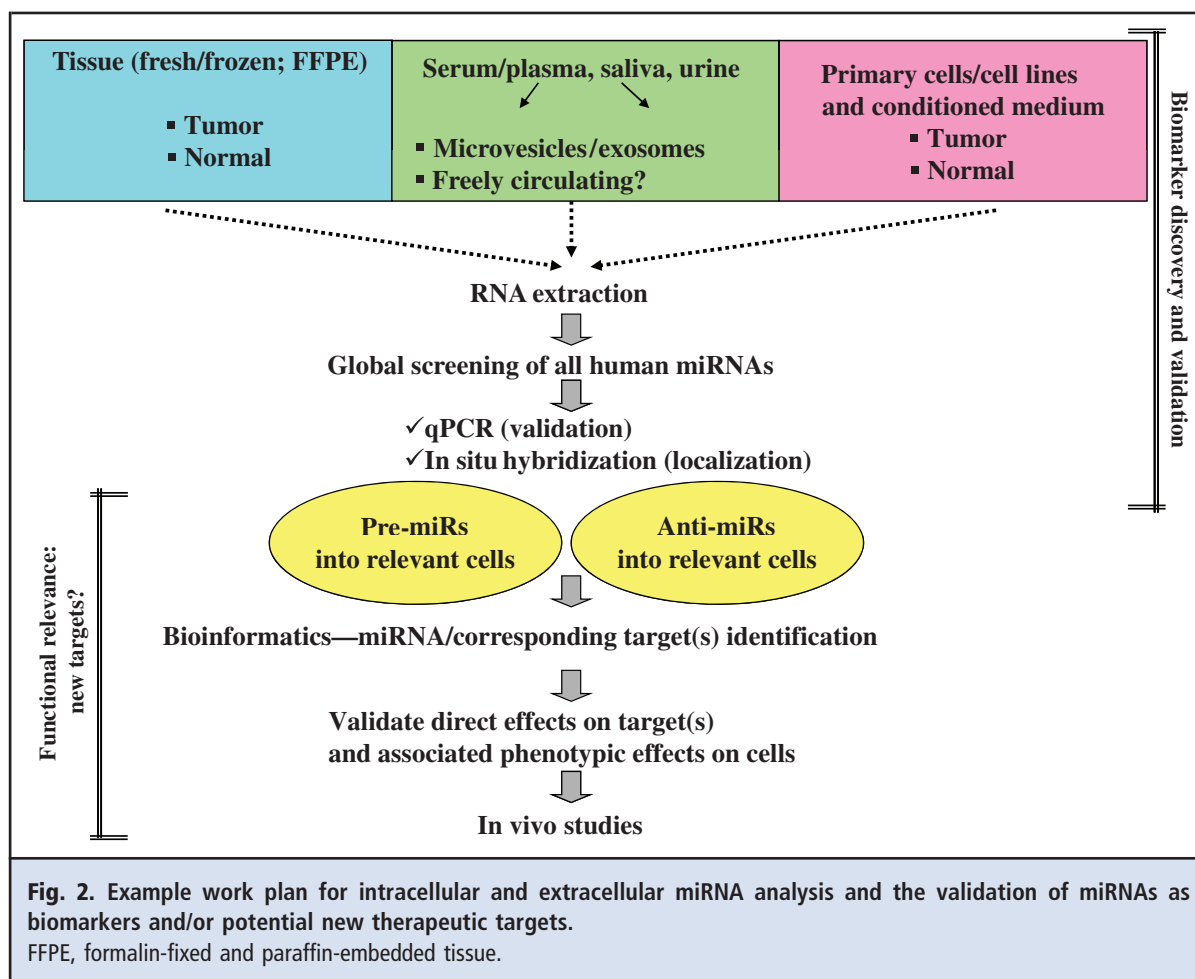 Tissue (fresh/frozen; FFPE)
▪ Tumor
▪ Normal
Serum/plasma, saliva, urine
▪ Microvesicles/exosomes
▪ Freely circulating?
Primary cells/cell lines
and conditioned medium
▪ Tumor
▪ Normal
Biomarker discovery and validation
RNA extraction
Global screening of all human miRNAs
✓qPCR (validation)
✓In situ hybridization (localization)
Pre-miRs
into relevant cells
Anti-miRs
into relevant cells
Functional relevance:
new targets?
Bioinformatics—miRNA/corresponding target(s) identification
Validate direct effects on target(s)
and associated phenotypic effects on cells
In vivo studies
Fig. 2. Example work plan for intracellular and extracellular miRNA analysis and the validation of miRNAs as
biomarkers and/or potential new therapeutic targets.
FFPE, formalin-fixed and paraffin-embedded tissue.